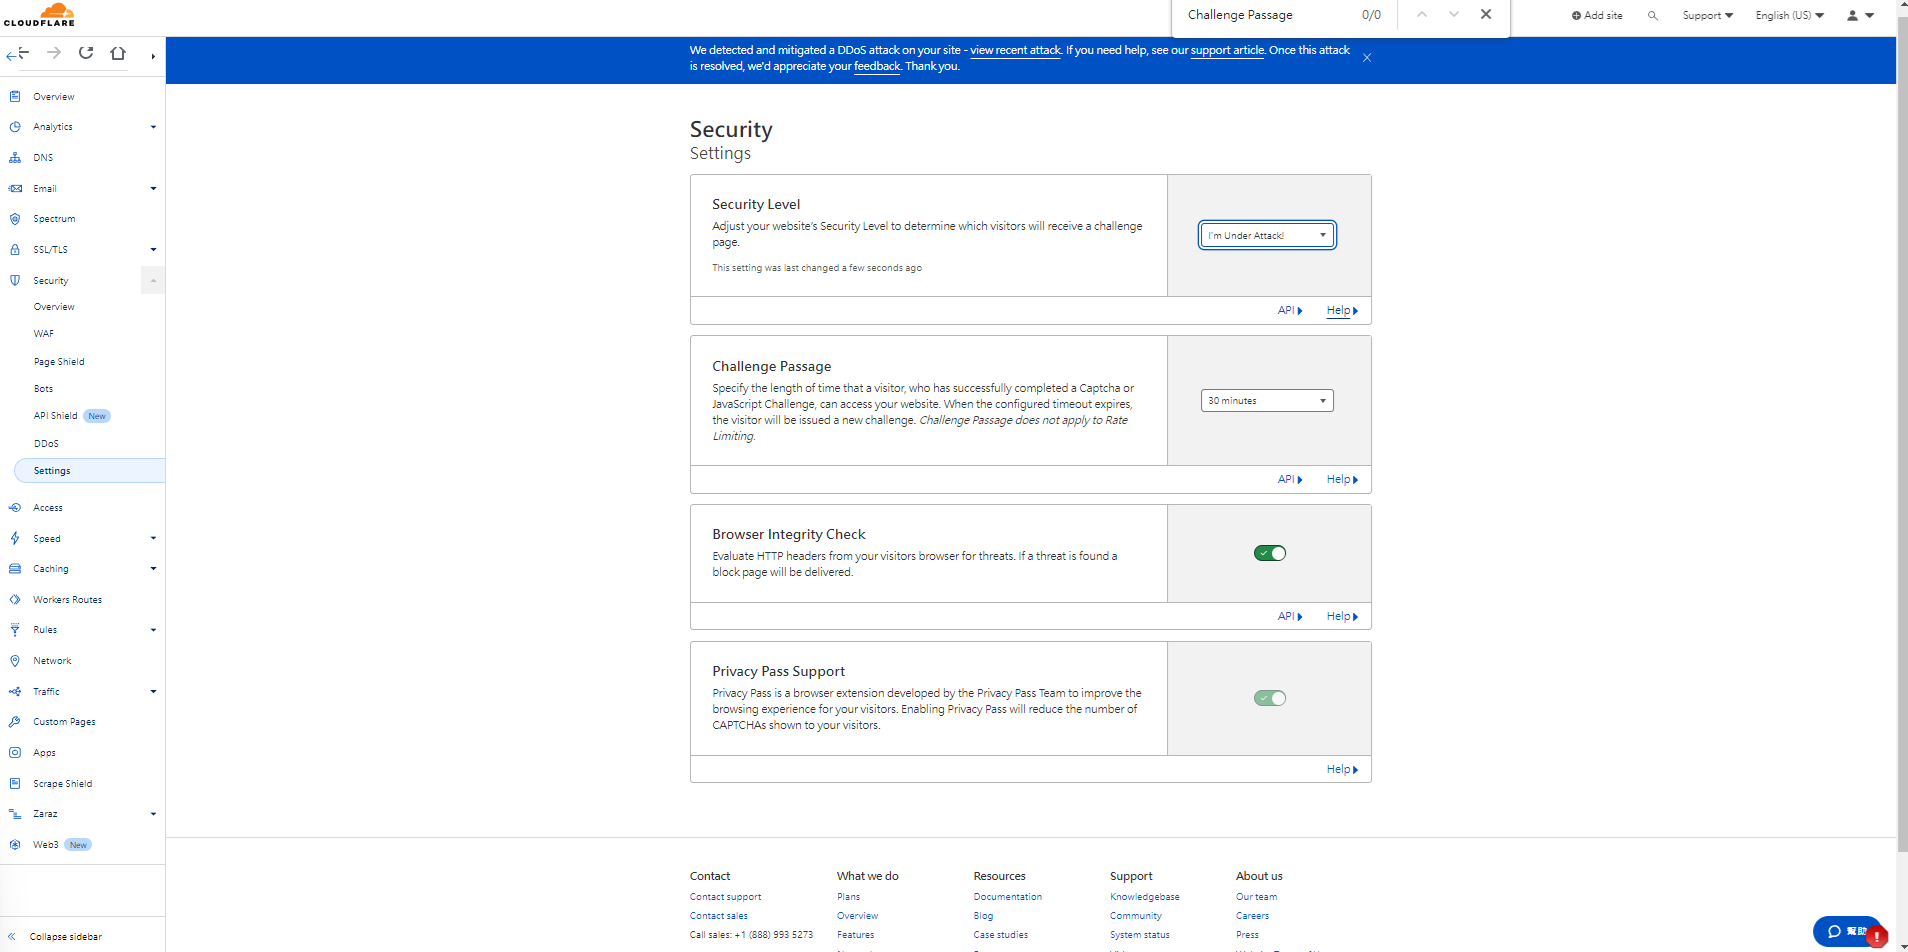 CLOUDFLARE
Challenge Passage 0/0
Add site
Support
English (US)
We detected and mitigated a DDoS attack on your site - view recent attack. If you need help, see our support article. Once this attack
is resolved, we'd appreciate your feedback. Thank you.
Overview
Analytics
DNS
Email
Spectrum
SSL/TLS
Security
Overview
WAF
Page Shield
Bots
API Shield New
DDoS
Settings
Access
Speed
Caching
Workers Routes
Rules
Network
Traffic
Custom Pages
Apps
Scrape Shield
Zaraz
Web3 New
Collapse sidebar
Security
Settings
Security Level
Adjust your website's Security Level to determine which visitors will receive a challenge
page.
This setting was last changed a few seconds ago
I'm Under Attack!
API Help
Challenge Passage
Specify the length of time that a visitor, who has successfully completed a Captcha or
JavaScript Challenge, can access your website. When the configured timeout expires,
the visitor will be issued a new challenge. Challenge Passage does not apply to Rate
Limiting.
30 minutes
API Help
Browser Integrity Check
Evaluate HTTP headers from your visitors browser for threats. If a threat is found a
block page will be delivered.
API Help
Privacy Pass Support
Privacy Pass is a browser extension developed by the Privacy Pass Team to improve the
browsing experience for your visitors. Enabling Privacy Pass will reduce the number of
CAPTCHAs shown to your visitors.
Help
Contact
Contact support
Contact sales
Call sales: +1 (888) 993 5273
What we do
Plans
Overview
Features
Resources
Documentation
Blog
Case studies
Support
Knowledgebase
Community
System status
About us
Our team
Careers
Press
幫助